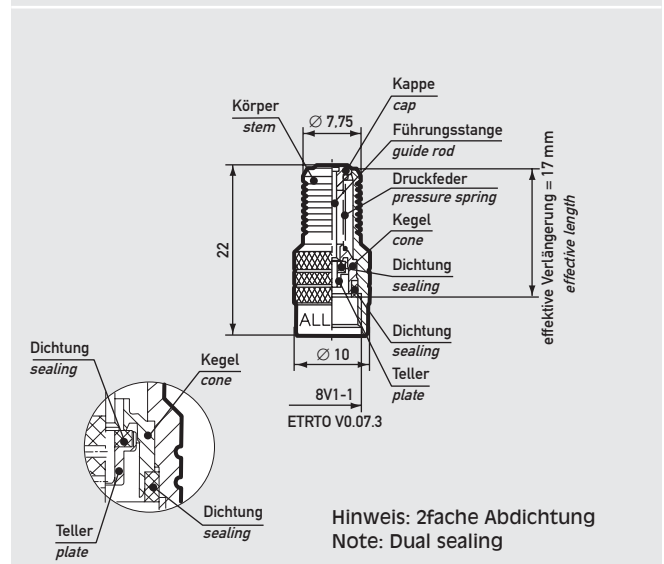 Kappe
cap
Körper
stem
Ø 7,75
Führungsstange
guide rod
Druckfeder
pressure spring
Kegel
cone
Dichtung
sealing
effektive Verlängerung = 17 mm
effective length
22
ALL
Dichtung
sealing
Ø 10
Teller
plate
8V1-1
ETRTO V0.07.3
Dichtung
sealing
Kegel
cone
Dichtung
sealing
Teller
plate
Hinweis: 2fache Abdichtung
Note: Dual sealing